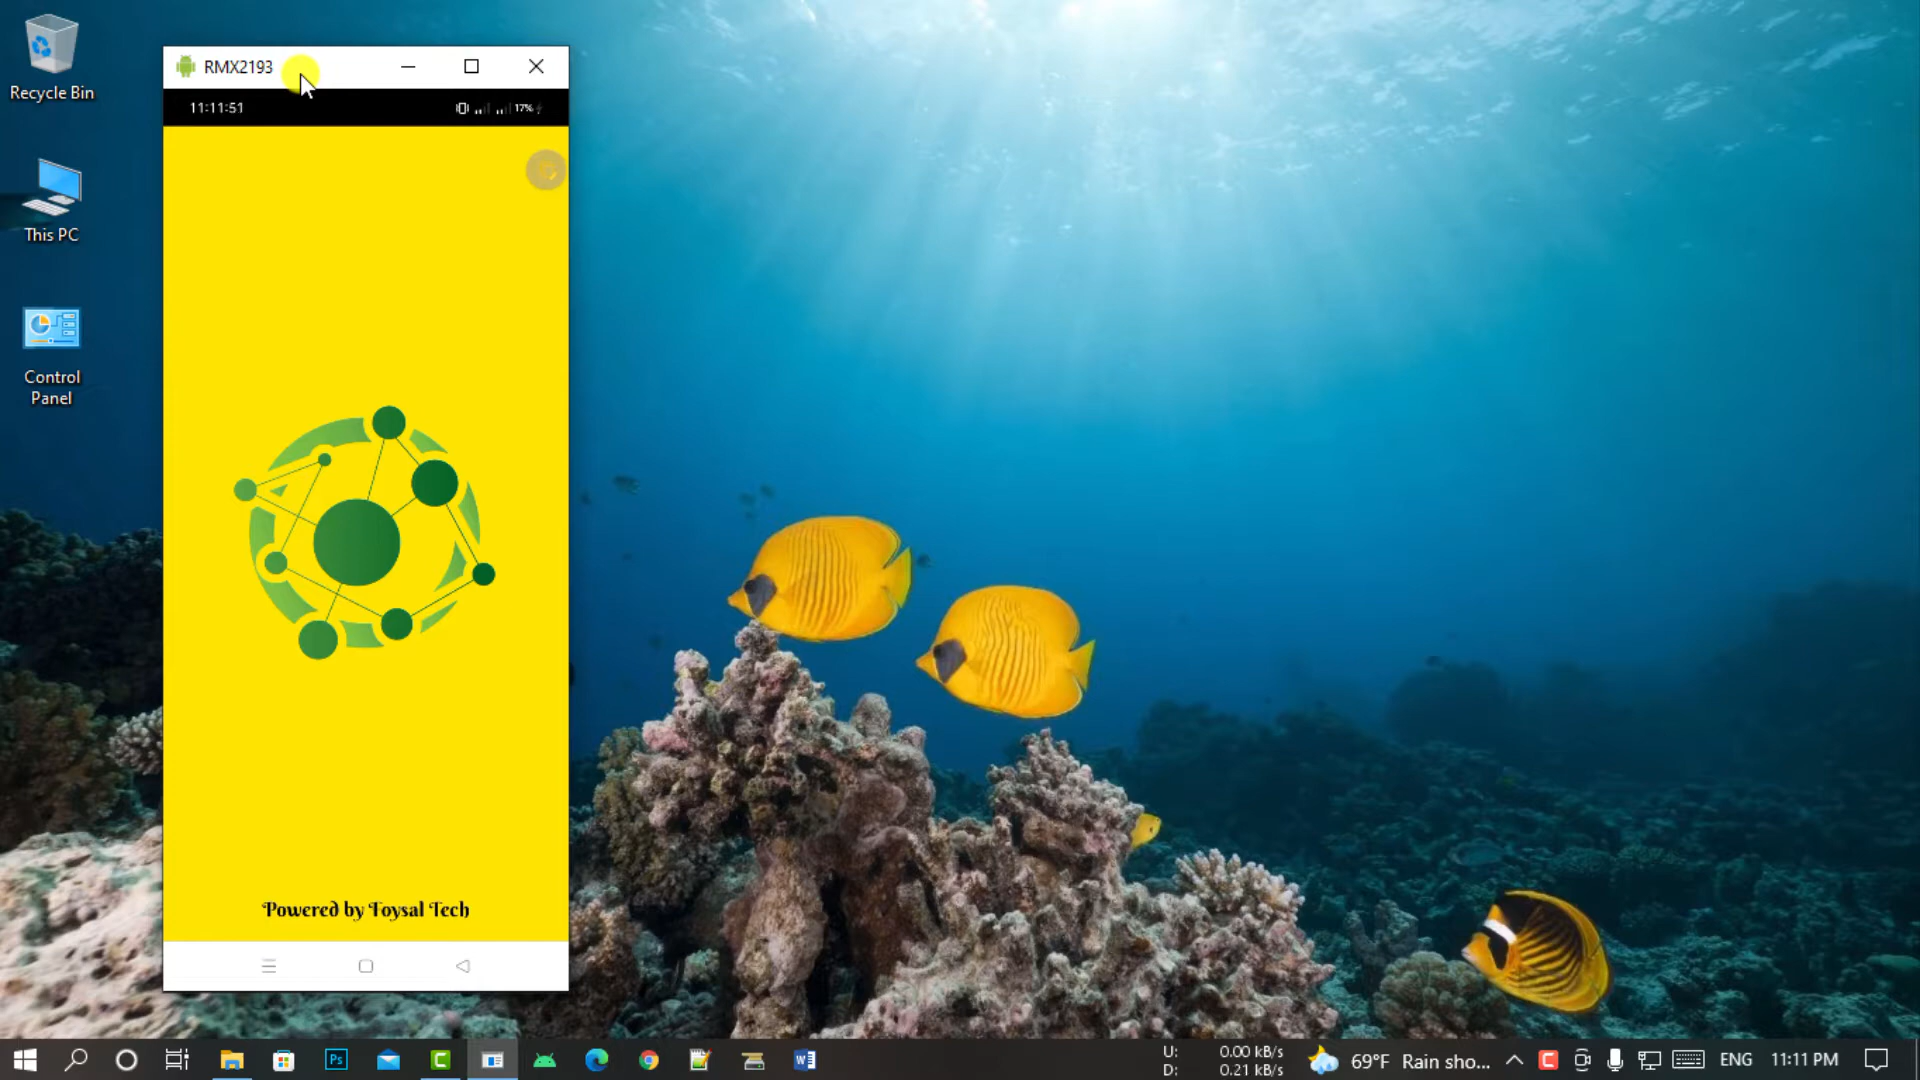 Recycle Bin
This PC
Control
Panel
RMX2193
11:11:51
17%
Powered by Toysal Tech
Ps
U: 0.00 kB/s
D: 0.21 kB/s
69°F Rain sho...
ENG
11:11 PM